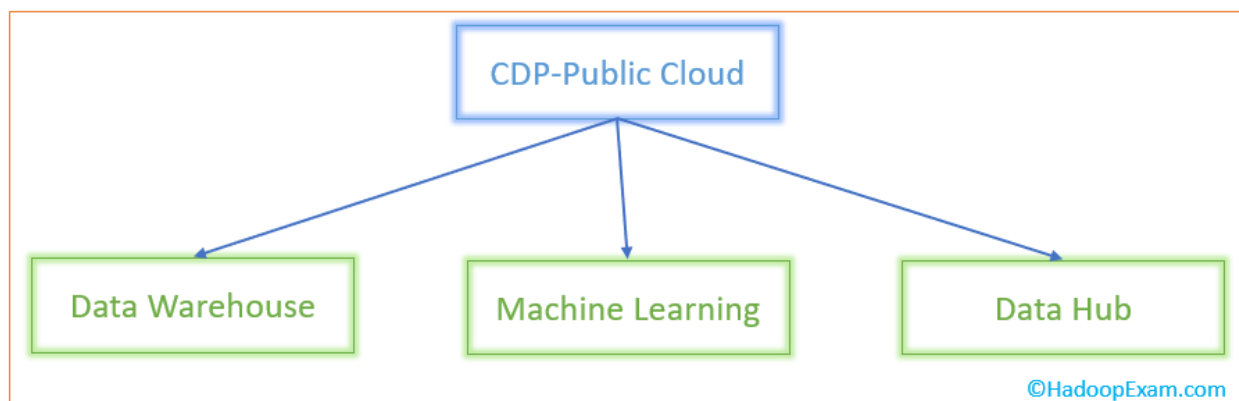 CDP-Public Cloud
Data Warehouse
Machine Learning
Data Hub
©HadoopExam.com